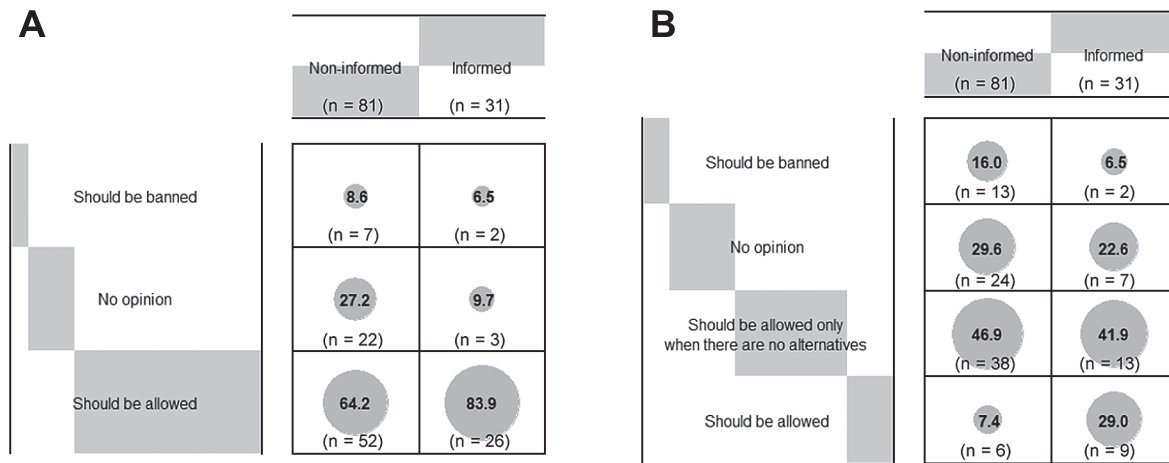 A
Non-informed Informed
(n = 81) (n = 31)
Should be banned 8.6 6.5
(n = 7) (n = 2)
No opinion 27.2 9.7
(n = 22) (n = 3)
Should be allowed 64.2 83.9
(n = 52) (n = 26)
B
Non-informed Informed
(n = 81) (n = 31)
Should be banned 16.0 6.5
(n = 13) (n = 2)
No opinion 29.6 22.6
(n = 24) (n = 7)
Should be allowed only
when there are no alternatives 46.9 41.9
(n = 38) (n = 13)
Should be allowed 7.4 29.0
(n = 6) (n = 9)